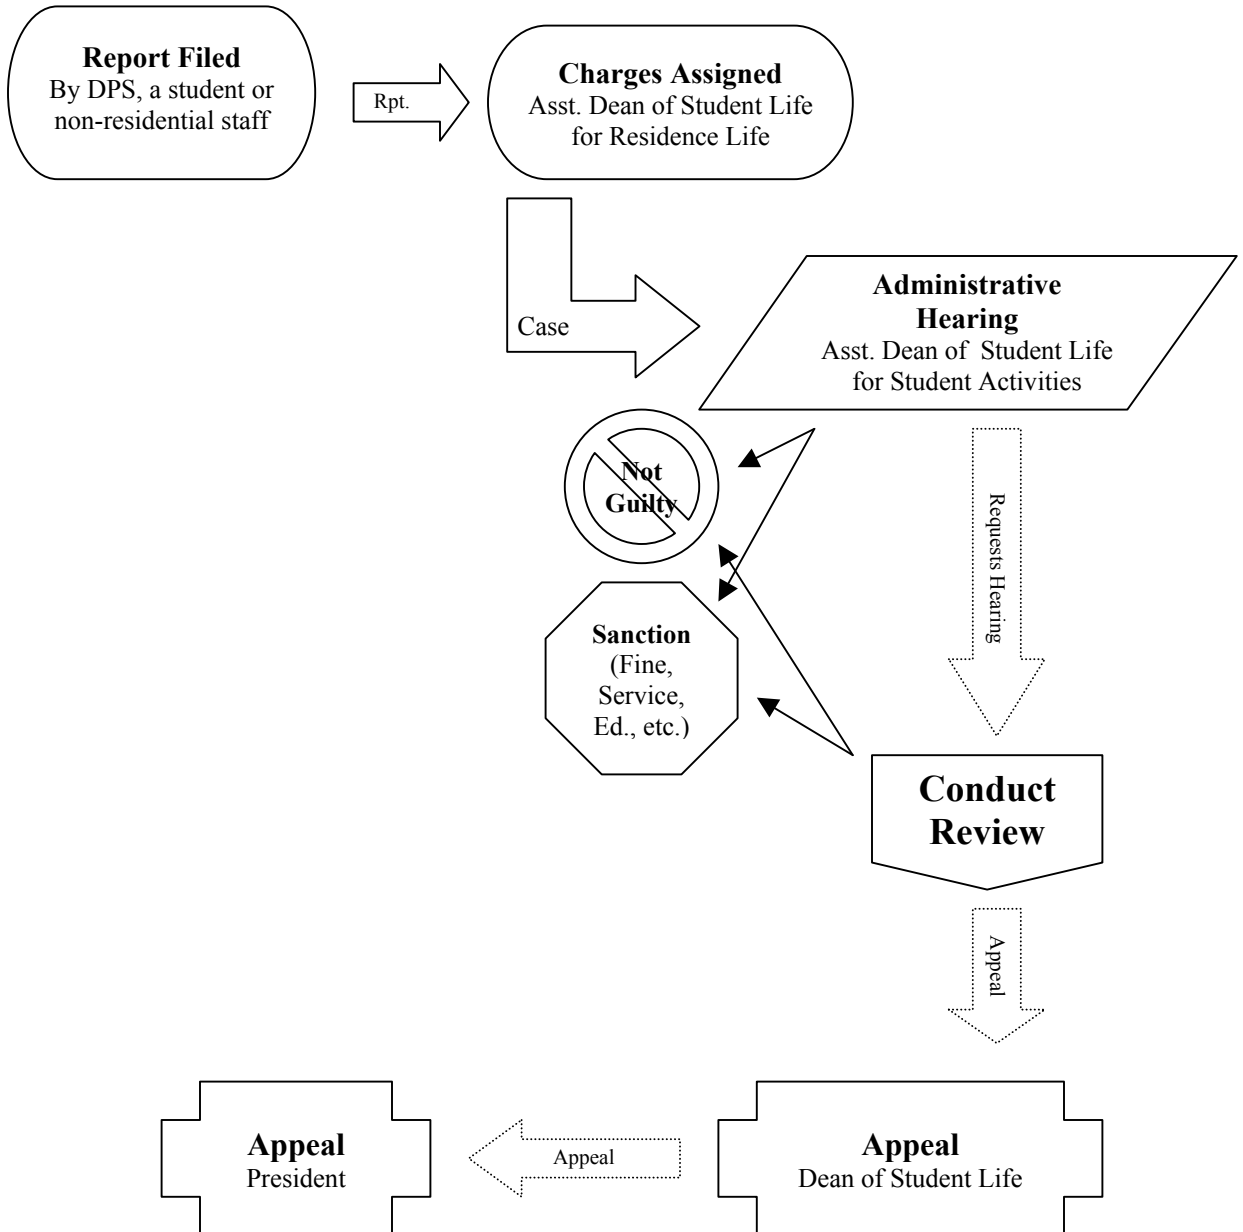 Report Filed
By DPS, a student or
non-residential staff
Rpt.
Charges Assigned
Asst. Dean of Student Life
for Residence Life
Case
Administrative
Hearing
Asst. Dean of  Student Life
for Student Activities
Not
Guilty
Requests Hearing
Sanction
(Fine,
Service,
Ed., etc.)
Conduct
Review
Appeal
Appeal
President
Appeal
Appeal
Dean of Student Life